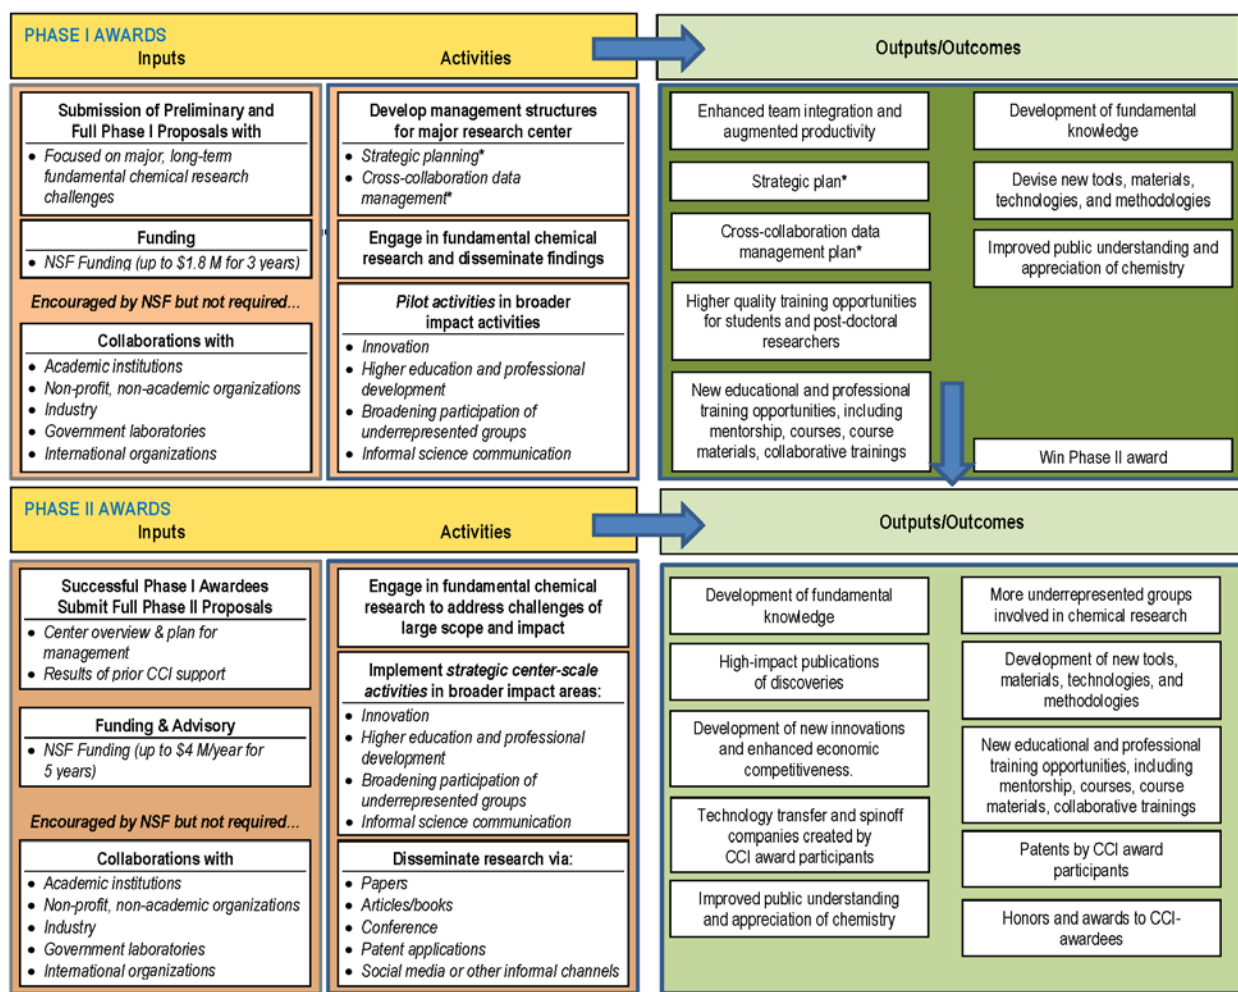 PHASE I AWARDS
Inputs
Activities
Outputs/Outcomes
Submission of Preliminary and
Full Phase I Proposals with
• Focused on major, long-term
fundamental chemical research
challenges
Funding
• NSF Funding (up to $1.8 M for 3 years)
Encouraged by NSF but not required...
Collaborations with
• Academic institutions
• Non-profit, non-academic organizations
• Industry
• Government laboratories
• International organizations
Develop management structures
for major research center
• Strategic planning*
• Cross-collaboration data
management*
Engage in fundamental chemical
research and disseminate findings
Pilot activities in broader
impact activities
• Innovation
• Higher education and professional
development
• Broadening participation of
underrepresented groups
• Informal science communication
Enhanced team integration and
augmented productivity
Strategic plan*
Cross-collaboration data
management plan*
Higher quality training opportunities
for students and post-doctoral
researchers
New educational and professional
training opportunities, including
mentorship, courses, course
materials, collaborative trainings
Development of fundamental
knowledge
Devise new tools, materials,
technologies, and methodologies
Improved public understanding and
appreciation of chemistry
Win Phase II award
PHASE II AWARDS
Inputs
Activities
Outputs/Outcomes
Successful Phase I Awardees
Submit Full Phase II Proposals
• Center overview & plan for
management
• Results of prior CCI support
Funding & Advisory
• NSF Funding (up to $4 M/year for
5 years)
Encouraged by NSF but not required...
Collaborations with
• Academic institutions
• Non-profit, non-academic organizations
• Industry
• Government laboratories
• International organizations
Engage in fundamental chemical
research to address challenges of
large scope and impact
Implement strategic center-scale
activities in broader impact areas:
• Innovation
• Higher education and professional
development
• Broadening participation of
underrepresented groups
• Informal science communication
Disseminate research via:
• Papers
• Articles/books
• Conference
• Patent applications
• Social media or other informal channels
Development of fundamental
knowledge
High-impact publications
of discoveries
Development of new innovations
and enhanced economic
competitiveness.
Technology transfer and spinoff
companies created by
CCI award participants
Improved public understanding
and appreciation of chemistry
More underrepresented groups
involved in chemical research
Development of new tools,
materials, technologies, and
methodologies
New educational and professional
training opportunities, including
mentorship, courses, course
materials, collaborative trainings
Patents by CCI award
participants
Honors and awards to CCI-
awardees